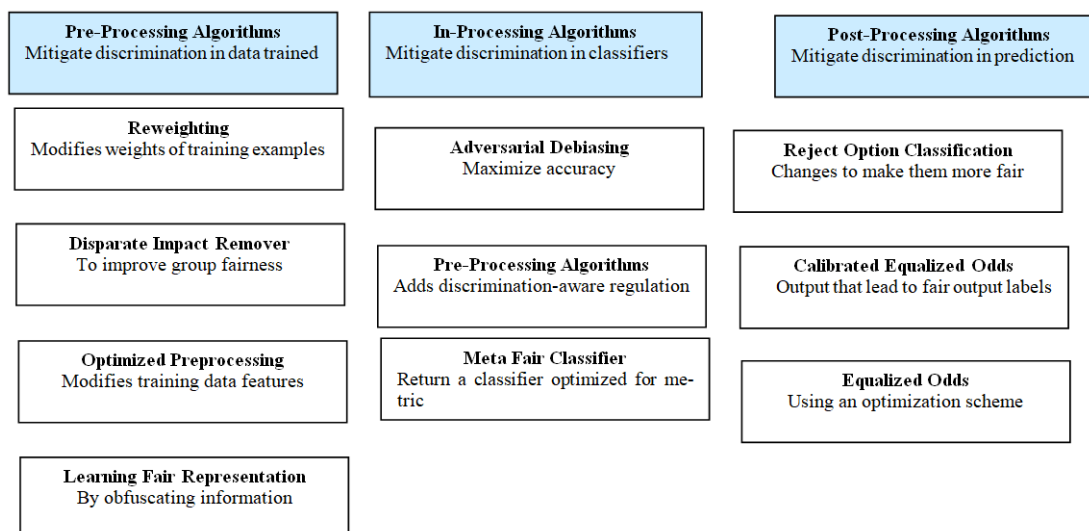 Pre-Processing Algorithms
Mitigate discrimination in data trained
Reweighting
Modifies weights of training examples
Disparate Impact Remover
To improve group fairness
Optimized Preprocessing
Modifies training data features
Learning Fair Representation
By obfuscating information
In-Processing Algorithms
Mitigate discrimination in classifiers
Adversarial Debiasing
Maximize accuracy
Pre-Processing Algorithms
Adds discrimination-aware regulation
Meta Fair Classifier
Return a classifier optimized for me-
tric
Post-Processing Algorithms
Mitigate discrimination in prediction
Reject Option Classification
Changes to make them more fair
Calibrated Equalized Odds
Output that lead to fair output labels
Equalized Odds
Using an optimization scheme